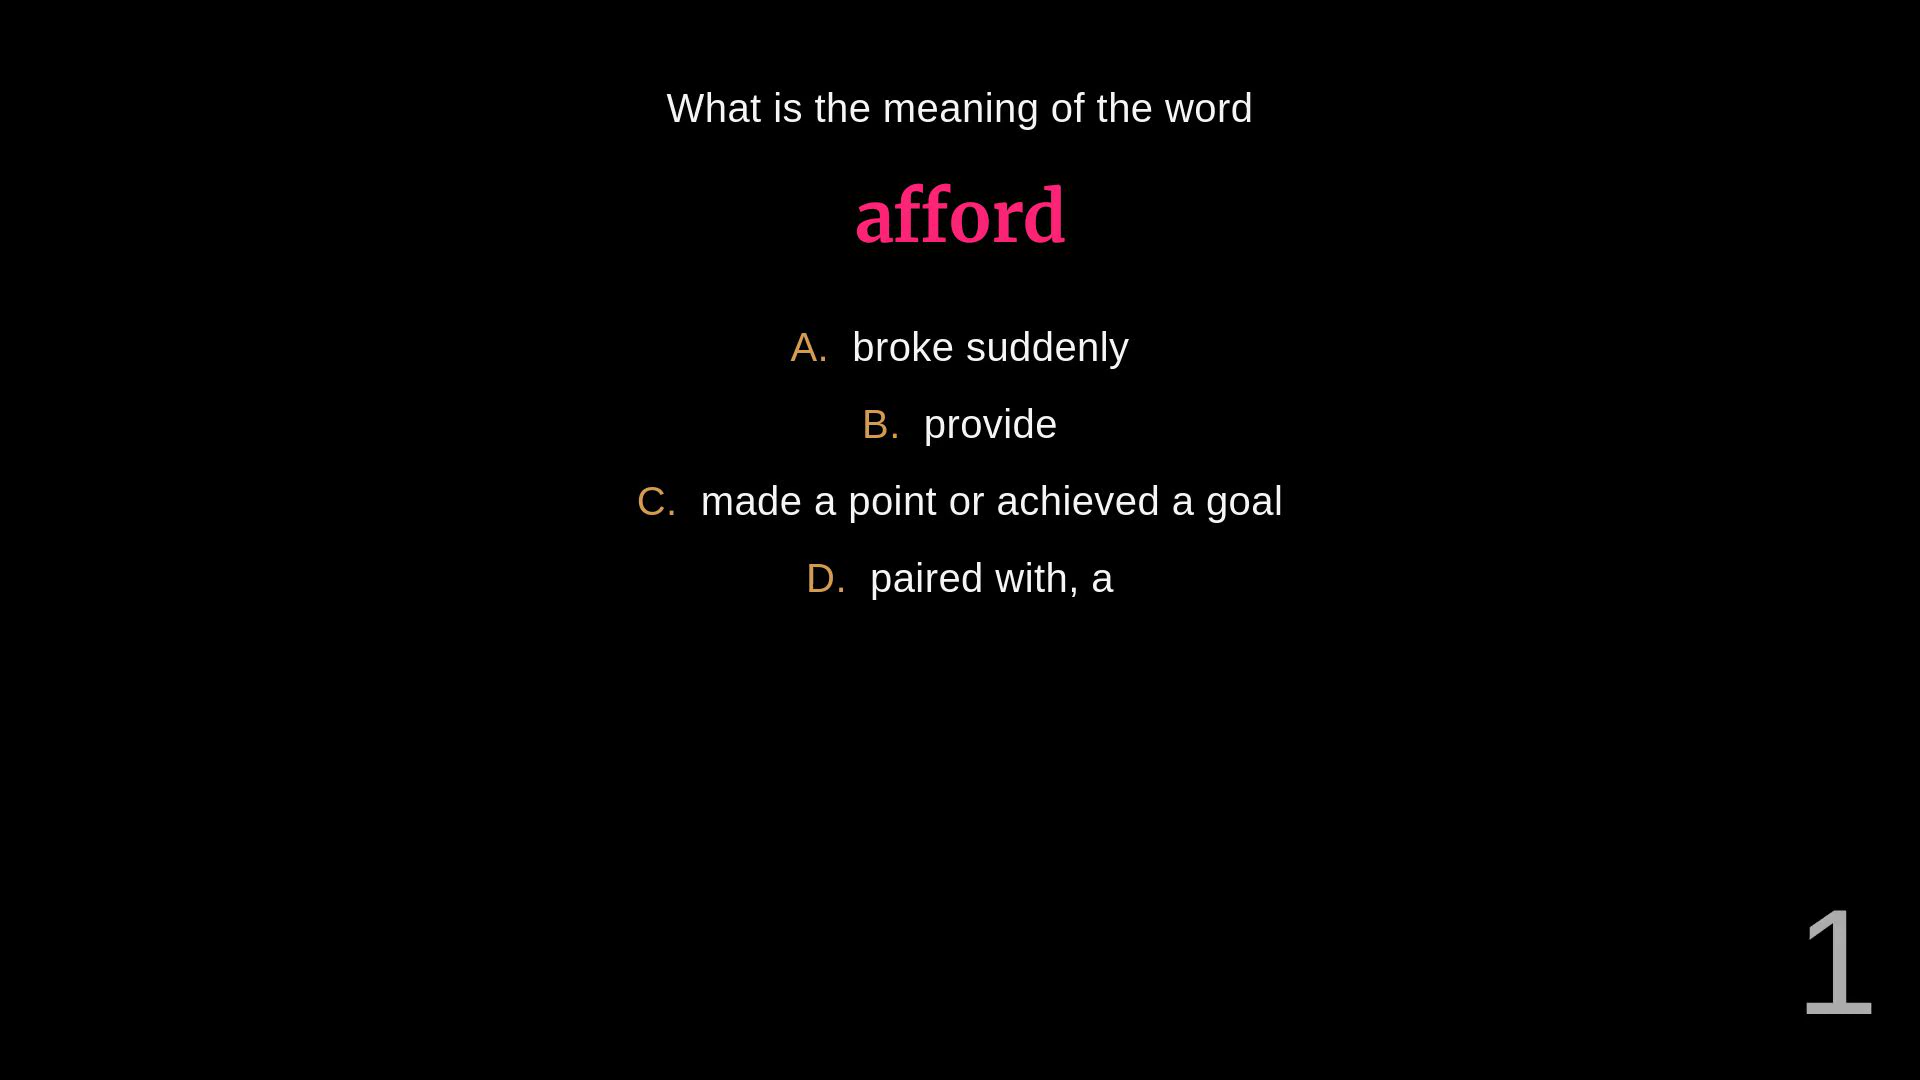 What is the meaning of the word
afford
A. broke suddenly
B. provide
C. made a point or achieved a goal
D. paired with, a
1